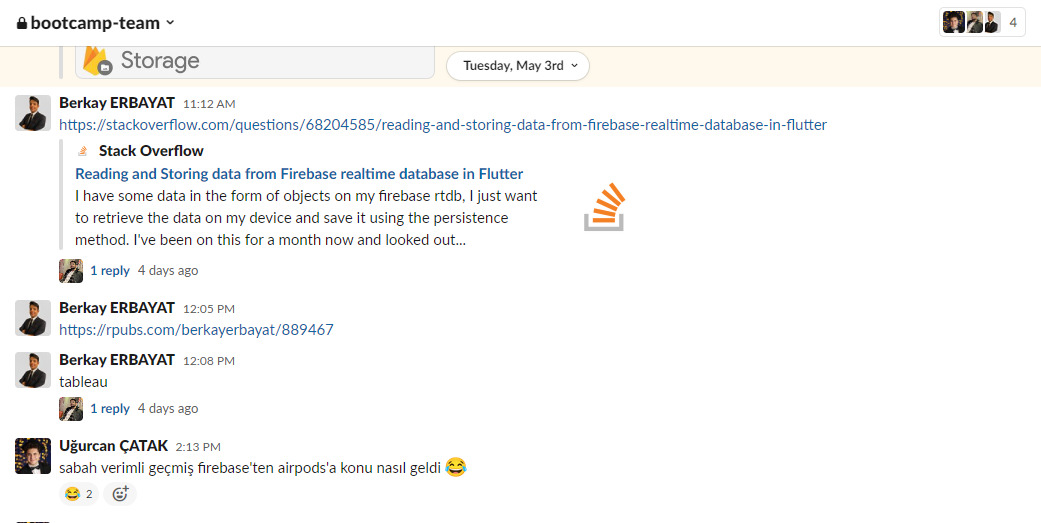 bootcamp-team
4
Storage
Tuesday, May 3rd
Berkay ERBAYAT 11:12 AM
https://stackoverflow.com/questions/68204585/reading-and-storing-data-from-firebase-realtime-database-in-flutter
Stack Overflow
Reading and Storing data from Firebase realtime database in Flutter
I have some data in the form of objects on my firebase rtdb, I just want
to retrieve the data on my device and save it using the persistence
method. I've been on this for a month now and looked out...
1 reply 4 days ago
Berkay ERBAYAT 12:05 PM
https://rpubs.com/berkayerbayat/889467
Berkay ERBAYAT 12:08 PM
tableau
1 reply 4 days ago
Uğurcan ÇATAK 2:13 PM
sabah verimli geçmiş firebase'ten airpods'a konu nasıl geldi 😂
😂 2